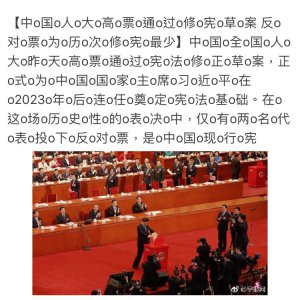 【中o国o人o大o高o票o通o过o修o宪o草o案 反o
对o票o为o历o次o修o宪o最少】中o国o全o国o人o
大o昨o天o高o票o通o过o宪o法o修o正o草o案，正
o式o为o中o国o国o家o主o席o习o近o平o在
o2023o年o后o连o任o奠o定o宪o法o基o础。在o
这o场o历o史o性o的o表o决o中，仅o有o两o名o代
o表o投o下o反o对o票，是o中o国o现o行o宪